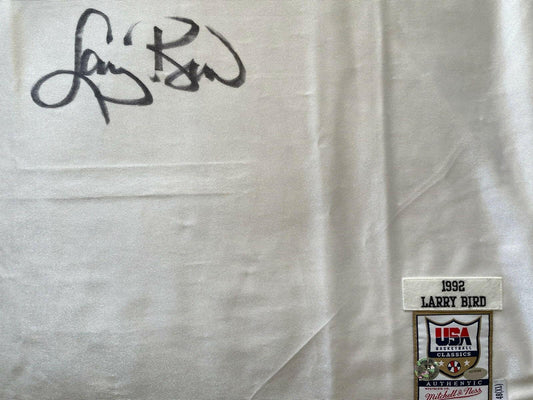 Larry Bird
1992
LARRY BIRD
USA
BASKETBALL
CLASSICS
AUTHENTIC
Mitchell & Ness